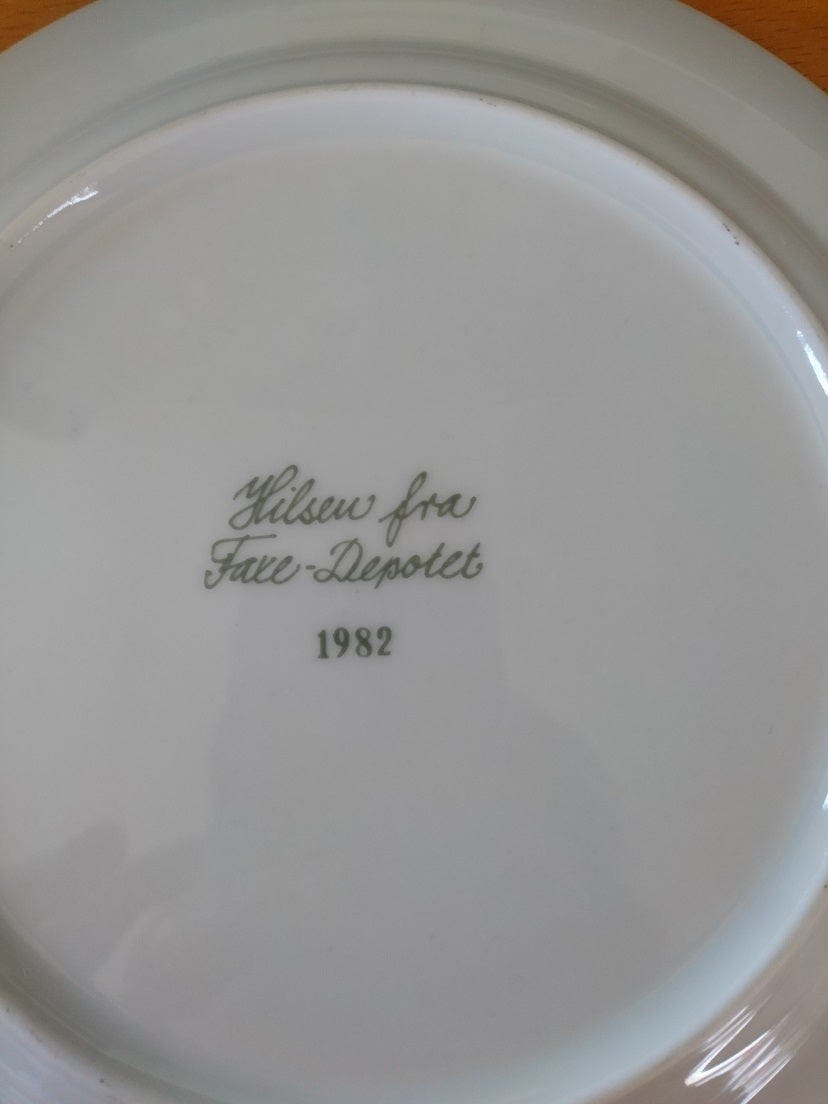 Hilsen fra
Faxe-Depotet
1982